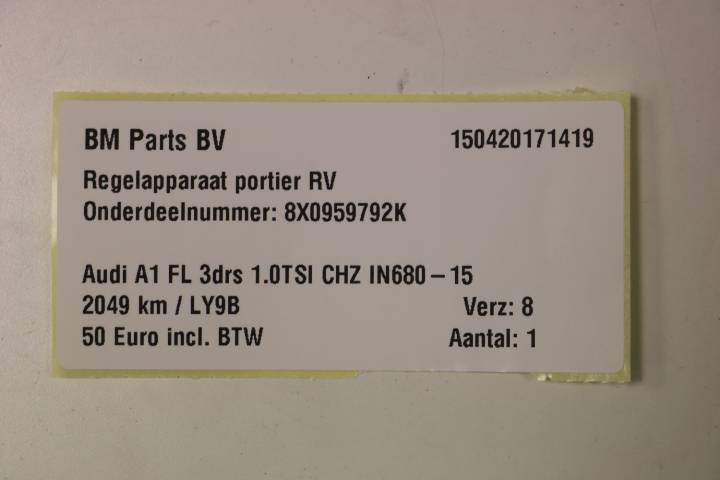 BM Parts BV 150420171419
Regelapparaat portier RV
Onderdeelnummer: 8X0959792K
Audi A1 FL 3drs 1.0TSI CHZ IN680 – 15
2049 km / LY9B Verz: 8
50 Euro incl. BTW Aantal: 1